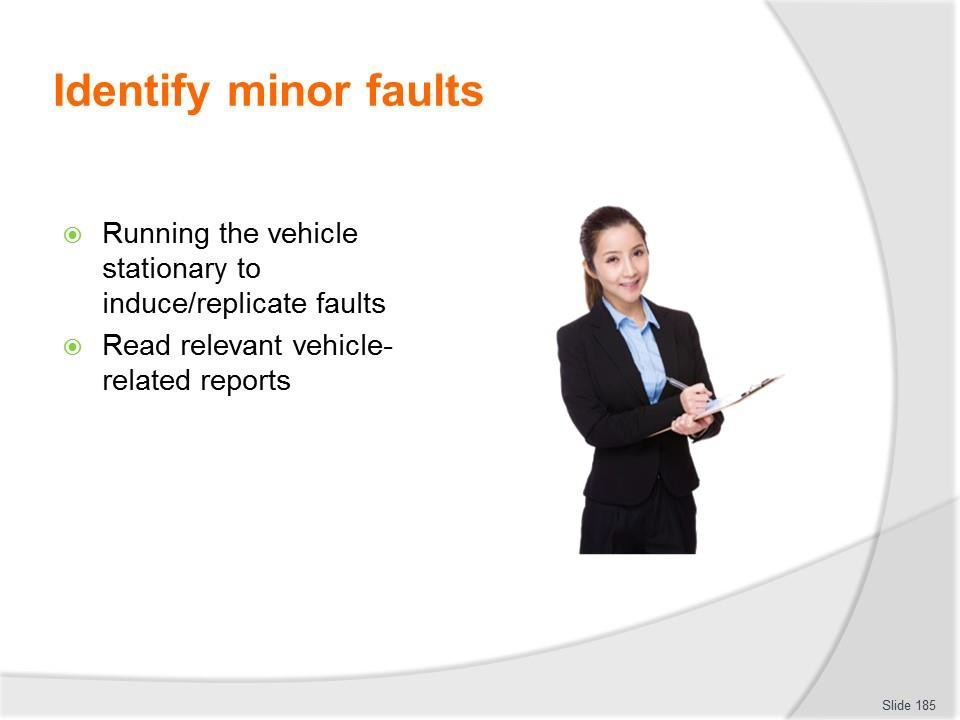 Identify minor faults
Running the vehicle
stationary to
induce/replicate faults
Read relevant vehicle-
related reports
Slide 185